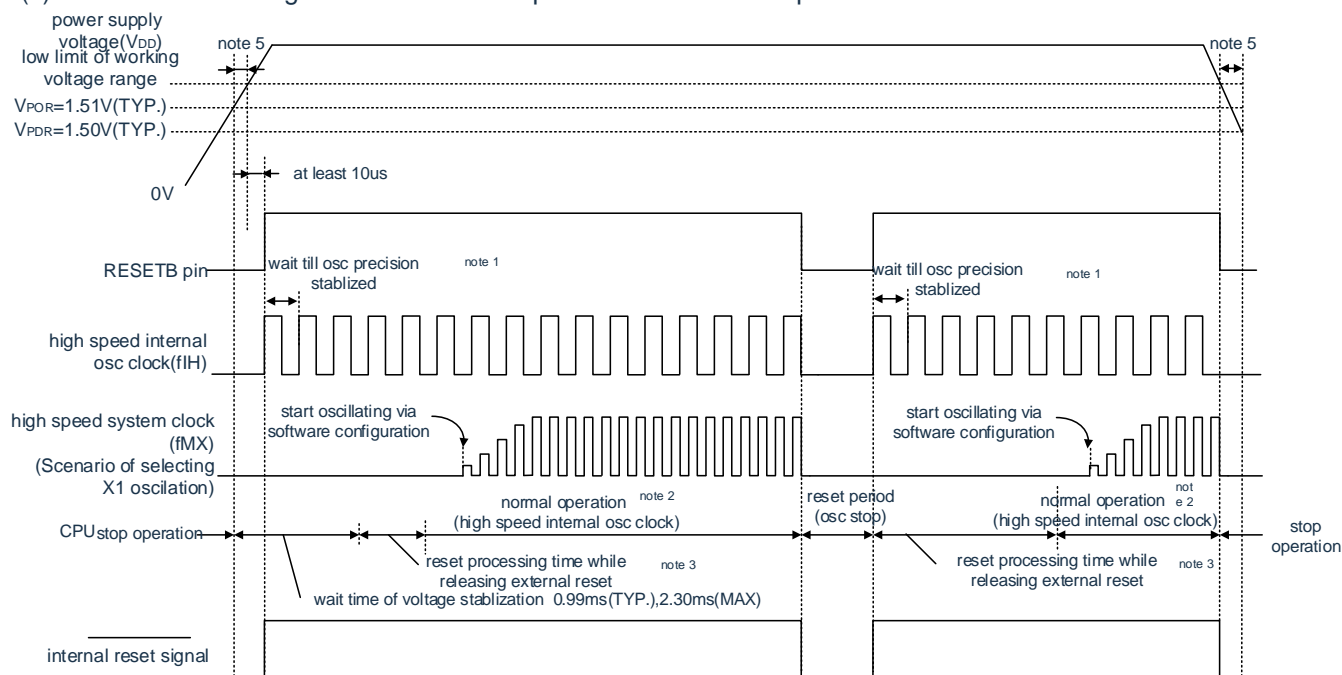 power supply
voltage(VDD)
note 5
note 5
low limit of working
voltage range
VPOR=1.51V(TYP.)
VPDR=1.50V(TYP.)
at least 10us
0V
RESETB pin
wait till osc precision
stablized
note 1
wait till osc precision
stablized
note 1
high speed internal
osc clock(fIH)
high speed system clock
(fMX)
(Scenario of selecting
X1 oscilation)
start oscillating via
software configuration
start oscillating via
software configuration
normal operation note 2
(high speed internal osc clock)
reset period
(osc stop)
normal operation not
e 2
(high speed internal osc clock)
CPU stop operation
stop
operation
reset processing time while
releasing external reset
note 3
reset processing time while
releasing external reset
note 3
wait time of voltage stablization 0.99ms(TYP.),2.30ms(MAX)
internal reset signal